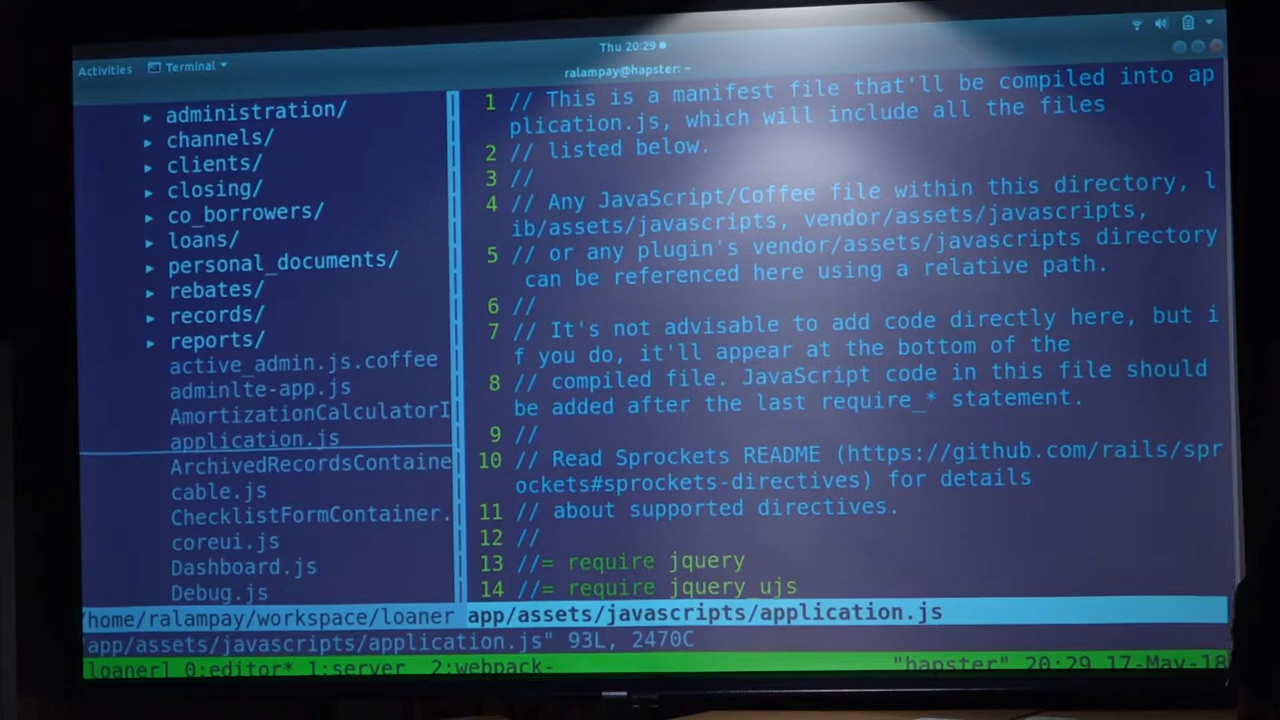 Thu 20:29
Activities Terminal
ralampay@hapster: ~
administration/
channels/
clients/
closing/
co_borrowers/
loans/
personal_documents/
rebates/
records/
reports/
active_admin.js.coffee
adminlte-app.js
AmortizationCalculatorI
application.js
ArchivedRecordsContaine
cable.js
ChecklistFormContainer.
coreui.js
Dashboard.js
Debug.js
1 // This is a manifest file that'll be compiled into ap
plication.js, which will include all the files
2 // listed below.
3 //
4 // Any JavaScript/Coffee file within this directory, l
ib/assets/javascripts, vendor/assets/javascripts,
5 // or any plugin's vendor/assets/javascripts directory
can be referenced here using a relative path.
6 //
7 // It's not advisable to add code directly here, but i
f you do, it'll appear at the bottom of the
8 // compiled file. JavaScript code in this file should
be added after the last require_* statement.
9 //
10 // Read Sprockets README (https://github.com/rails/spr
ockets#sprockets-directives) for details
11 // about supported directives.
12 //
13 //= require jquery
14 //= require jquery_ujs
/home/ralampay/workspace/loaner app/assets/javascripts/application.js
app/assets/javascripts/application.js" 93L, 2470C
[loaner] 0:editor* 1:server 2:webpack- "hapster" 20:29 17-May-18